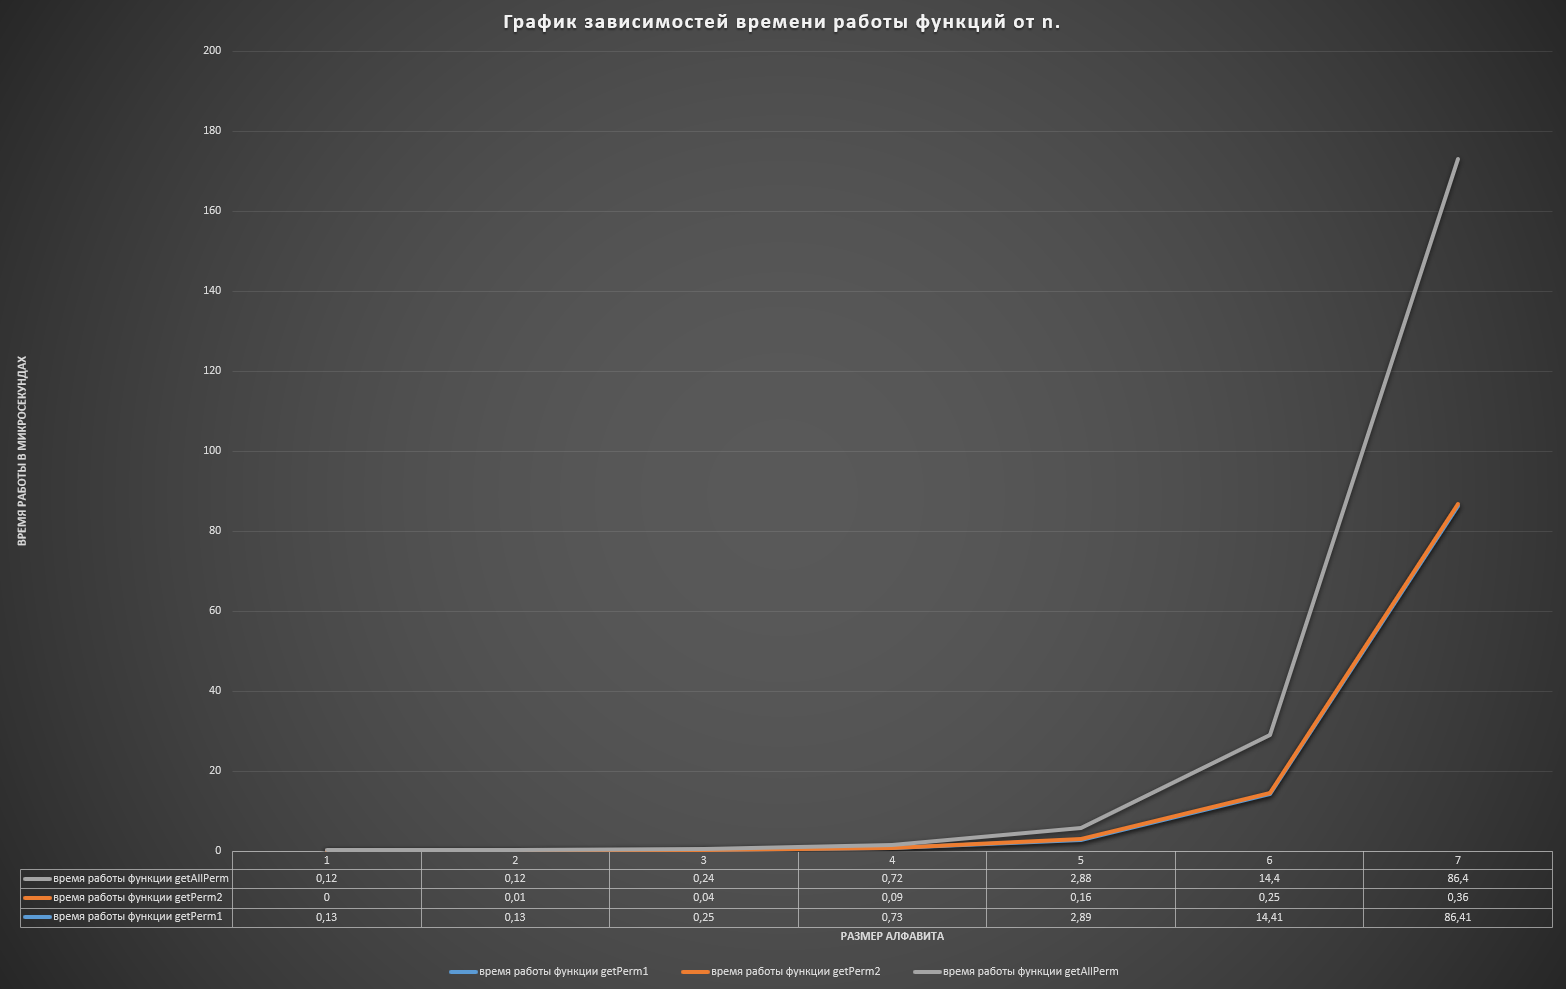 График зависимостей времени работы функций от n.
200
180
160
140
120
100
80
60
40
20
0
ВРЕМЯ РАБОТЫ В МИКРОСЕКУНДАХ
1 2 3 4 5 6 7
время работы функции getAllPerm 0,12 0,12 0,24 0,72 2,88 14,4 86,4
время работы функции getPerm2 0 0,01 0,04 0,09 0,16 0,25 0,36
время работы функции getPerm1 0,13 0,13 0,25 0,73 2,89 14,41 86,41
РАЗМЕР АЛФАВИТА
время работы функции getPerm1 время работы функции getPerm2 время работы функции getAllPerm